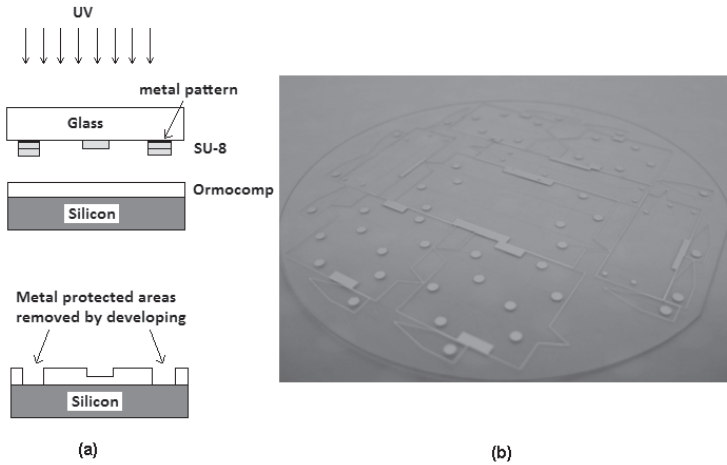 UV
metal pattern
Glass
SU-8
Ormocomp
Silicon
Metal protected areas
removed by developing
Silicon
(a)
(b)